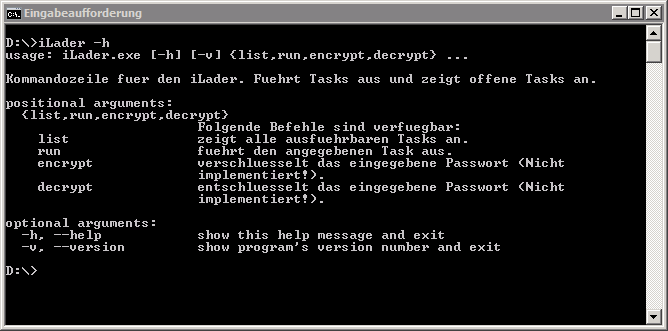 Eingabeaufforderung
D:\>iLader -h
usage: iLader.exe [-h] [-v] {list,run,encrypt,decrypt} ...
Kommandozeile fuer den iLader. Fuehrt Tasks aus und zeigt offene Tasks an.
positional arguments:
{list,run,encrypt,decrypt}
Folgende Befehle sind verfuegbar:
list zeigt alle ausfuehrbaren Tasks an.
run fuehrt den angegebenen Task aus.
encrypt verschluesselt das eingegebene Passwort (Nicht
implementiert!).
decrypt entschluesselt das eingegebene Passwort (Nicht
implementiert!).
optional arguments:
-h, --help show this help message and exit
-v, --version show program's version number and exit
D:\>